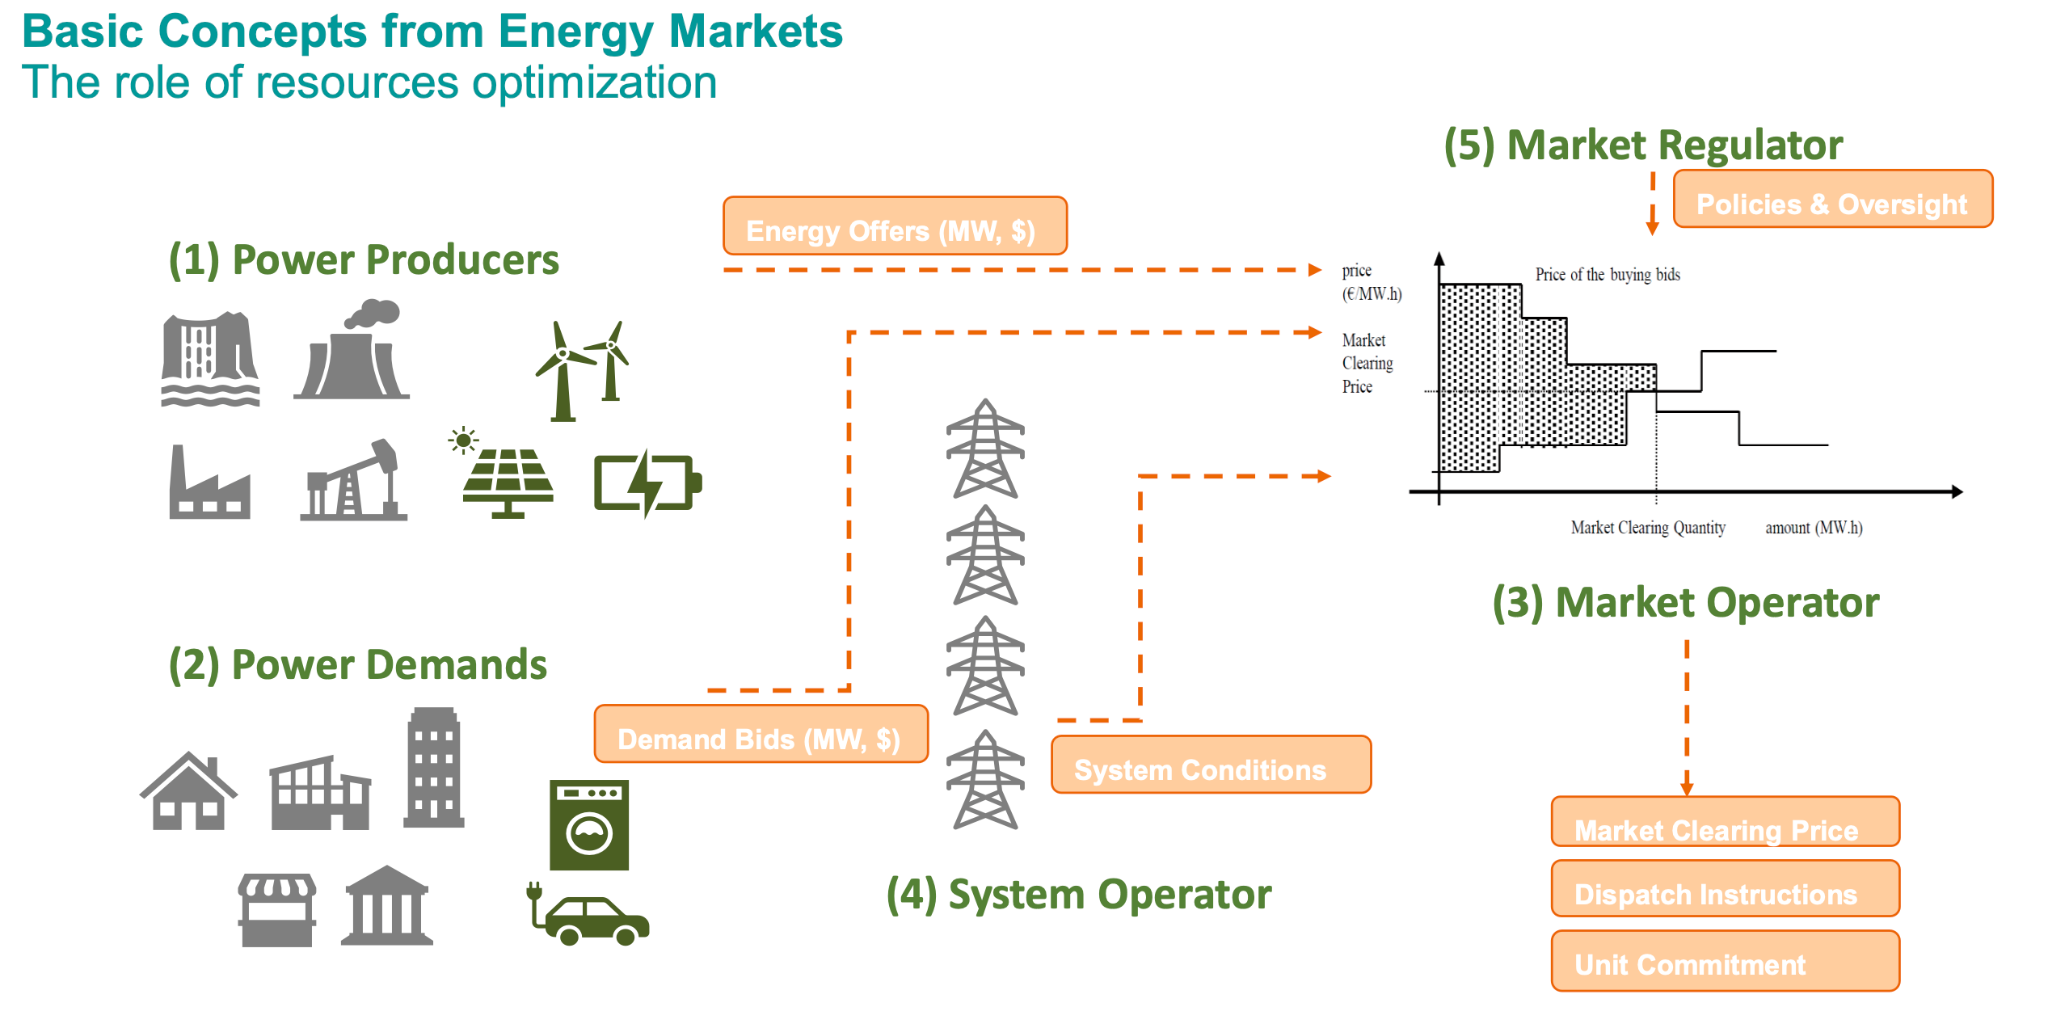 Basic Concepts from Energy Markets
The role of resources optimization
(5) Market Regulator
Policies & Oversight
Energy Offers (MW, $)
(1) Power Producers
price
(€/MW.h)
Price of the buying bids
Market
Clearing
Price
Market Clearing Quantity
amount (MW.h)
(3) Market Operator
(2) Power Demands
Demand Bids (MW, $)
System Conditions
(4) System Operator
Market Clearing Price
Dispatch Instructions
Unit Commitment